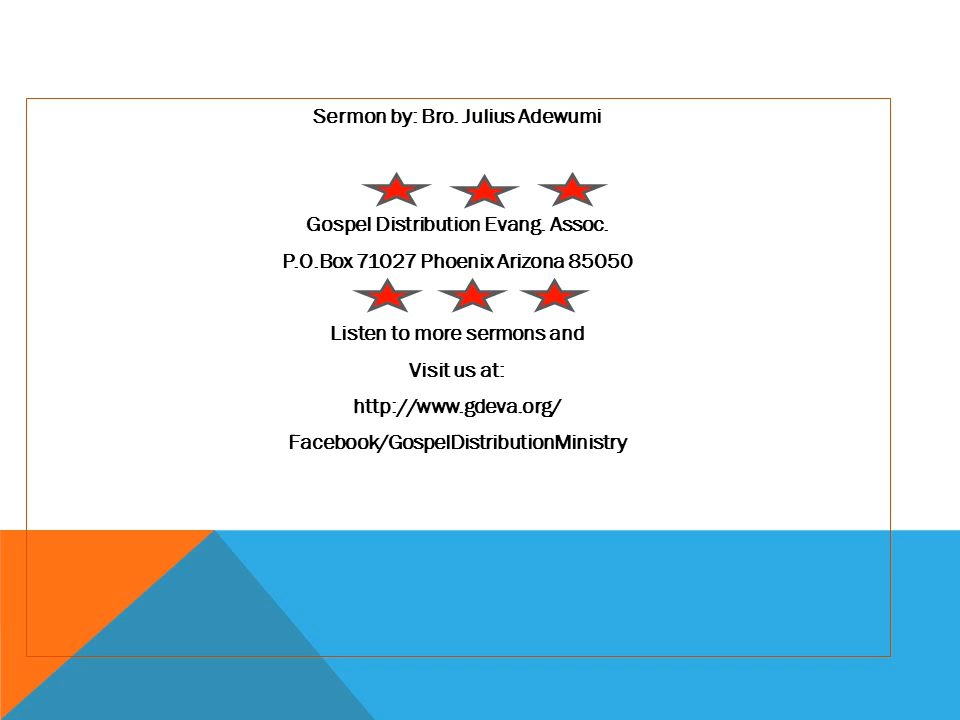 Sermon by: Bro. Julius Adewumi
Gospel Distribution Evang. Assoc.
P.O.Box 71027 Phoenix Arizona 85050
Listen to more sermons and
Visit us at:
http://www.gdeva.org/
Facebook/GospelDistributionMinistry